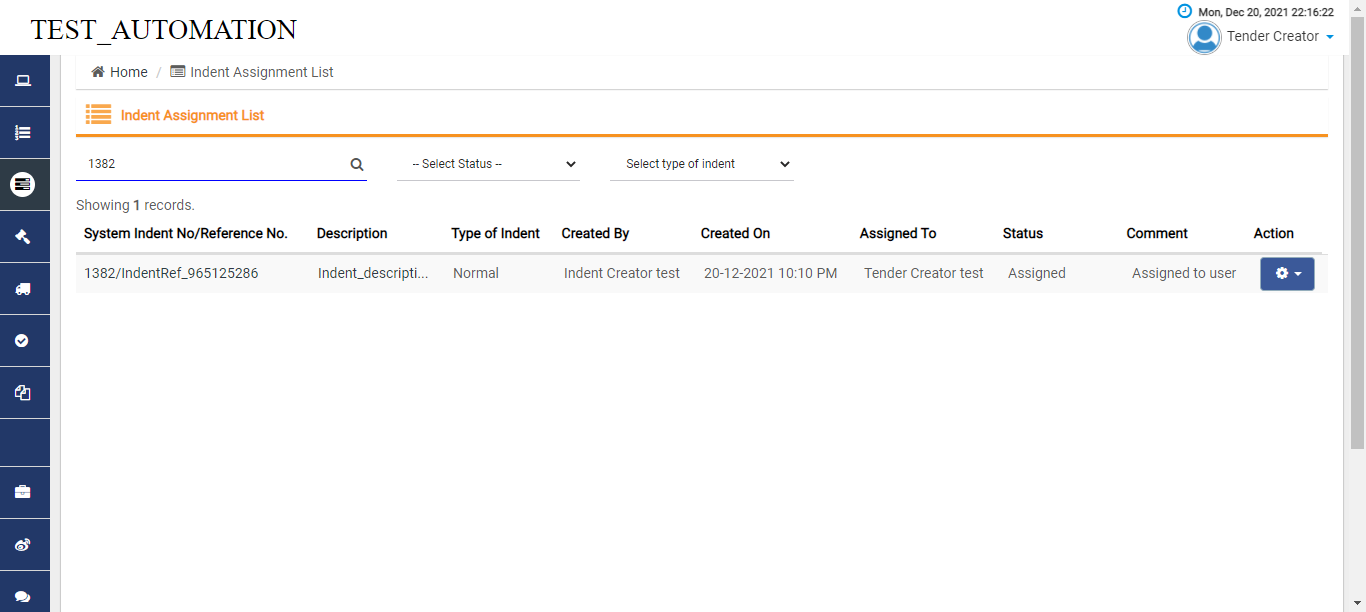 Mon, Dec 20, 2021 22:16:22
TEST_AUTOMATION
Tender Creator
Home / Indent Assignment List
Indent Assignment List
1382 -- Select Status -- Select type of indent
Showing 1 records.
System Indent No/Reference No. Description Type of Indent Created By Created On Assigned To Status Comment Action
1382/IndentRef_965125286 Indent_descripti... Normal Indent Creator test 20-12-2021 10:10 PM Tender Creator test Assigned Assigned to user